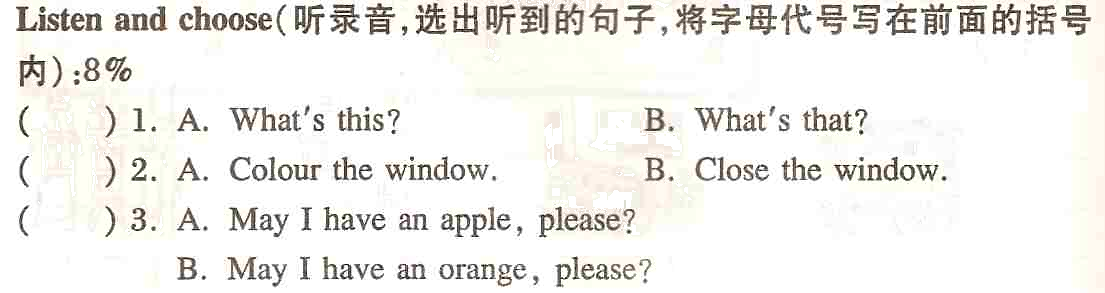 Listen and choose(听录音,选出听到的句子,将字母代号写在前面的括号
内):8%
(  ) 1. A. What's this? B. What's that?
(  ) 2. A. Colour the window. B. Close the window.
(  ) 3. A. May I have an apple, please?
B. May I have an orange, please?